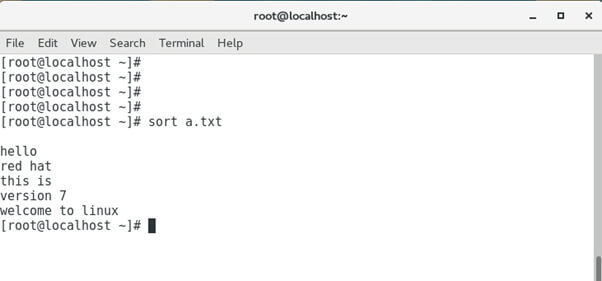 root@localhost:~
File Edit View Search Terminal Help
[root@localhost ~]#
[root@localhost ~]#
[root@localhost ~]#
[root@localhost ~]#
[root@localhost ~]# sort a.txt

hello
red hat
this is
version 7
welcome to linux
[root@localhost ~]#